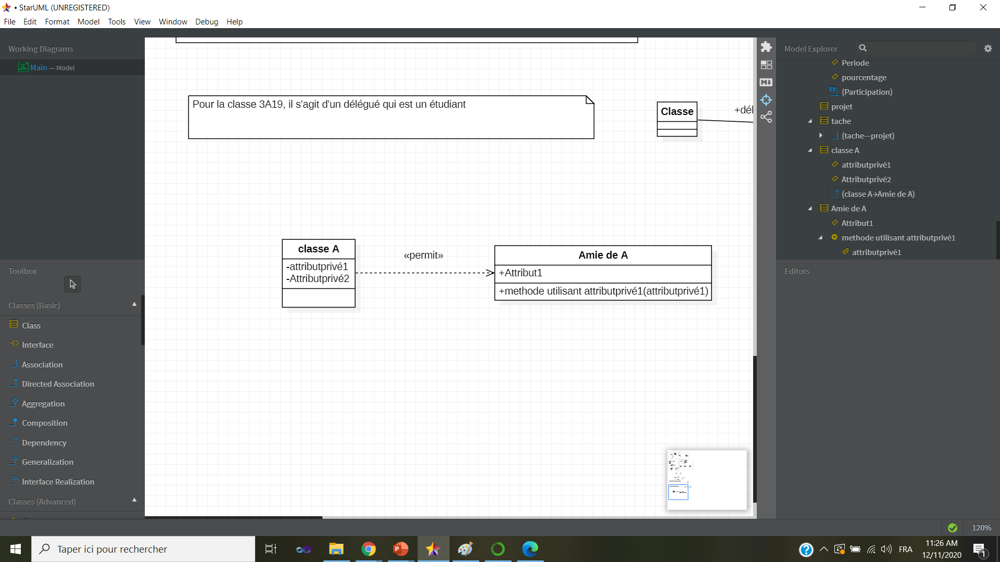 • StarUML (UNREGISTERED)
File Edit Format Model Tools View Window Debug Help
Working Diagrams
Main — Model
Toolbox
Classes (Basic)
Class
Interface
Association
Directed Association
Aggregation
Composition
Dependency
Generalization
Interface Realization
Classes (Advanced)
Pour la classe 3A19, il s'agit d'un délégué qui est un étudiant
Classe
+dél
classe A
-attributprivé1
-Attributprivé2
«permit»
Amie de A
+Attribut1
+methode utilisant attributprivé1(attributprivé1)
Model Explorer
Periode
pourcentage
(Participation)
projet
tache
(tache—projet)
classe A
attributprivé1
Attributprivé2
(classe A→Amie de A)
Amie de A
Attribut1
methode utilisant attributprivé1
attributprivé1
Editors
120%
Taper ici pour rechercher
FRA
11:26 AM
12/11/2020
1